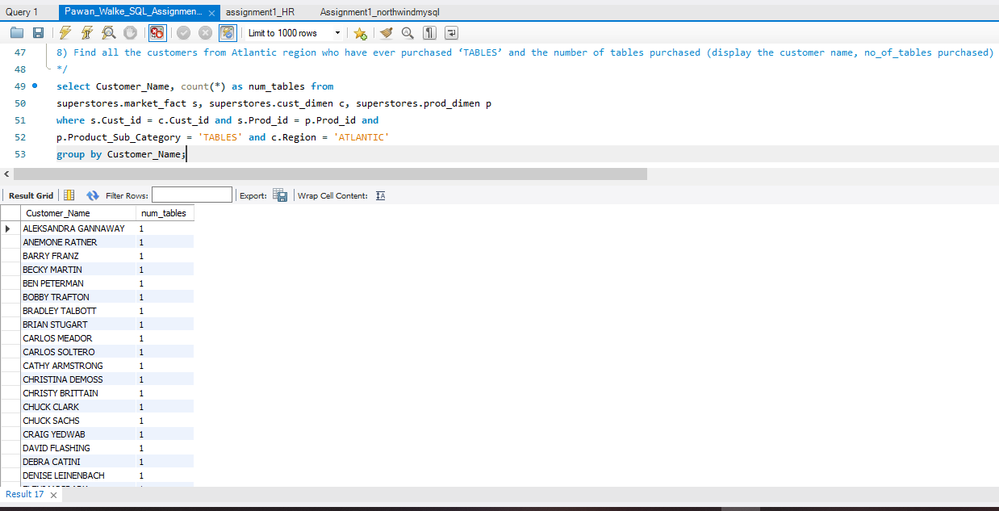 Query 1 Pawan_Walke_SQL_Assignmen... assignment1_HR Assignment1_northwindmysql
Limit to 1000 rows
47 8) Find all the customers from Atlantic region who have ever purchased ‘TABLES’ and the number of tables purchased (display the customer name, no_of_tables purchased)
48 */
49 select Customer_Name, count(*) as num_tables from
50 superstores.market_fact s, superstores.cust_dimen c, superstores.prod_dimen p
51 where s.Cust_id = c.Cust_id and s.Prod_id = p.Prod_id and
52 p.Product_Sub_Category = 'TABLES' and c.Region = 'ATLANTIC'
53 group by Customer_Name;
Result Grid Filter Rows: Export: Wrap Cell Content: IA
Customer_Name num_tables
ALEKSANDRA GANNAWAY 1
ANEMONE RATNER 1
BARRY FRANZ 1
BECKY MARTIN 1
BEN PETERMAN 1
BOBBY TRAFTON 1
BRADLEY TALBOTT 1
BRIAN STUGART 1
CARLOS MEADOR 1
CARLOS SOLTERO 1
CATHY ARMSTRONG 1
CHRISTINA DEMOSS 1
CHRISTY BRITTAIN 1
CHUCK CLARK 1
CHUCK SACHS 1
CRAIG YEDWAB 1
DAVID FLASHING 1
DEBRA CATINI 1
DENISE LEINENBACH 1
Result 17